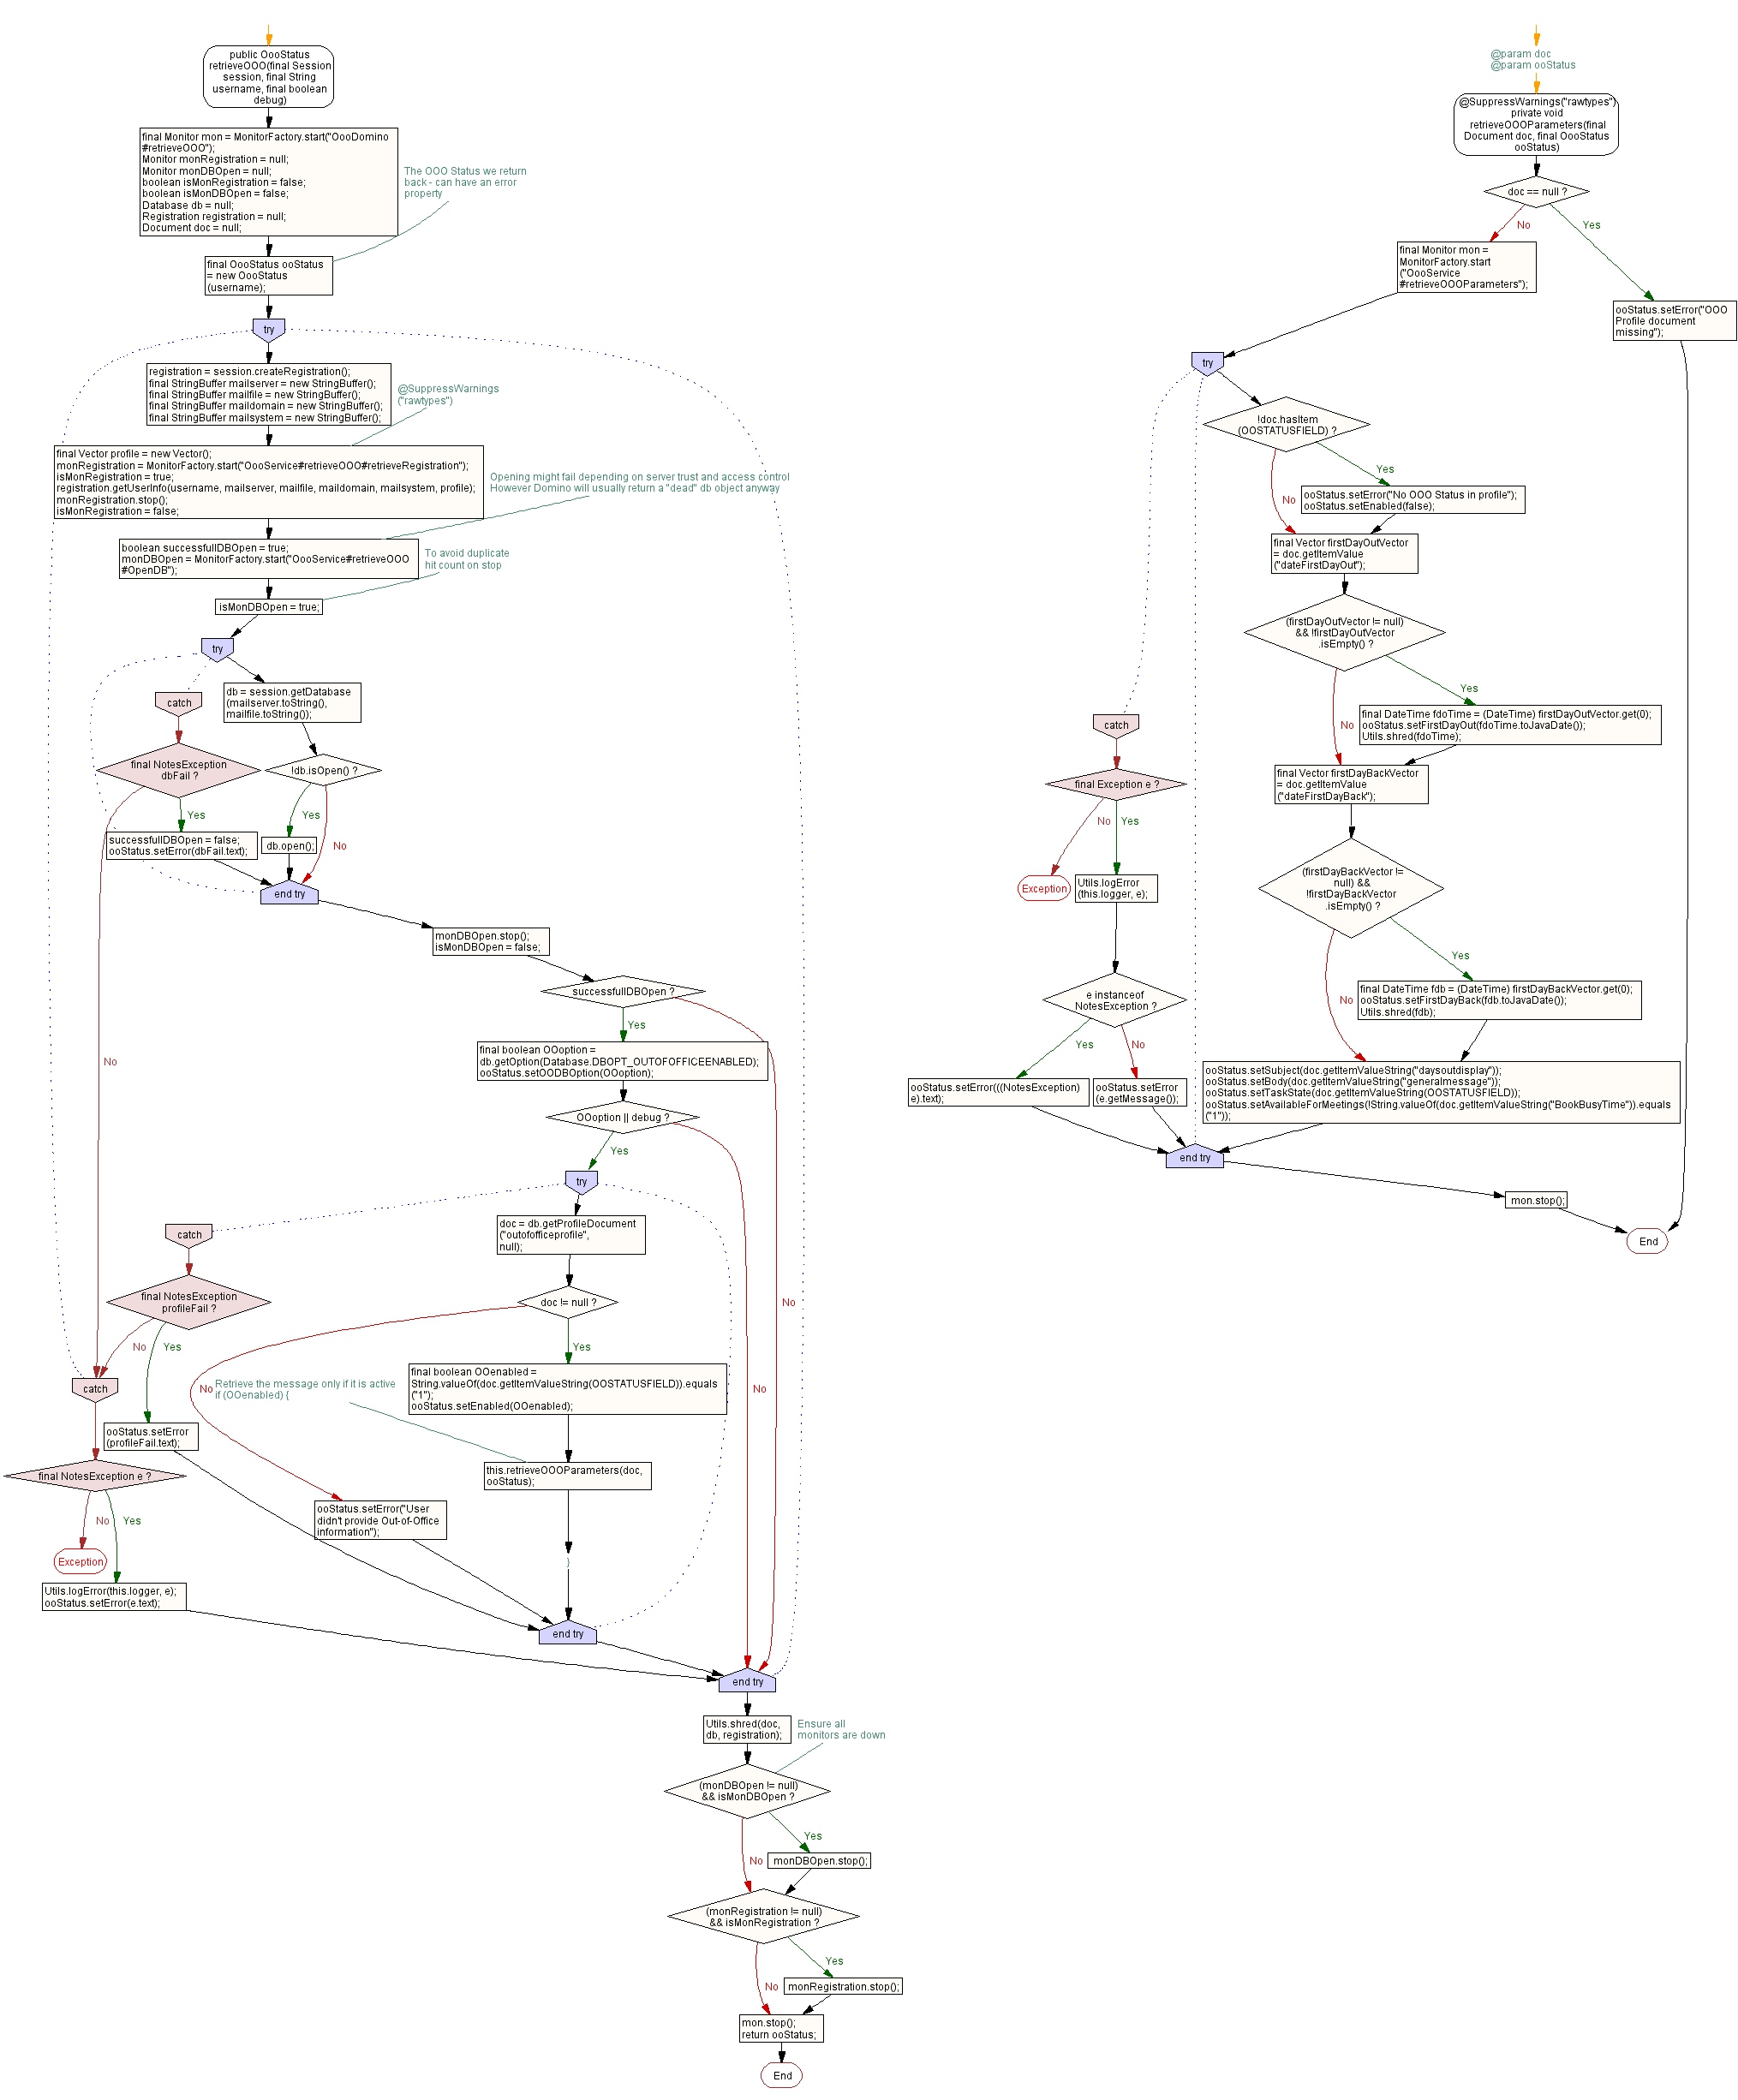 public OooStatus
retrieveOOO(final Session
session, final String
username, final boolean
debug)
final Monitor mon = MonitorFactory.start("OooDomino
#retrieveOOO");
Monitor monRegistration = null;
Monitor monDBOpen = null;
boolean isMonRegistration = false;
boolean isMonDBOpen = false;
Database db = null;
Registration registration = null;
Document doc = null;
The OOO Status we return
back - can have an error
property
final OooStatus ooStatus
= new OooStatus
(username);
try
registration = session.createRegistration();
final StringBuffer mailserver = new StringBuffer();
final StringBuffer mailfile = new StringBuffer();
final StringBuffer maildomain = new StringBuffer();
final StringBuffer mailsystem = new StringBuffer();
@SuppressWarnings
("rawtypes")
final Vector profile = new Vector();
monRegistration = MonitorFactory.start("OooService#retrieveOOO#retrieveRegistration");
isMonRegistration = true;
registration.getUserInfo(username, mailserver, mailfile, maildomain, mailsystem, profile);
monRegistration.stop();
isMonRegistration = false;
Opening might fail depending on server trust and access control
However Domino will usually return a "dead" db object anyway
boolean successfullDBOpen = true;
monDBOpen = MonitorFactory.start("OooService#retrieveOOO
#OpenDB");
To avoid duplicate
hit count on stop
isMonDBOpen = true;
try
catch
db = session.getDatabase
(mailserver.toString(),
mailfile.toString());
final NotesException
dbFail ?
!db.isOpen() ?
Yes
Yes
No
successfullDBOpen = false;
ooStatus.setError(dbFail.text);
db.open();
end try
monDBOpen.stop();
isMonDBOpen = false;
successfullDBOpen ?
Yes
No
final boolean OOoption =
db.getOption(Database.DBOPT_OUTOFOFFICEENABLED);
ooStatus.setOODBOption(OOoption);
OOoption || debug ?
Yes
try
catch
doc = db.getProfileDocument
("outofofficeprofile",
null);
final NotesException
profileFail ?
doc != null ?
No
No
Yes
Yes
catch
No
Retrieve the message only if it is active
if (OOenabled) {
final boolean OOenabled =
String.valueOf(doc.getItemValueString(OOSTATUSFIELD)).equals
("1");
ooStatus.setEnabled(OOenabled);
No
ooStatus.setError
(profileFail.text);
final NotesException e ?
this.retrieveOOOParameters(doc,
ooStatus);
No
Yes
ooStatus.setError("User
didn't provide Out-of-Office
information");
Exception
}
Utils.logError(this.logger, e);
ooStatus.setError(e.text);
end try
end try
Utils.shred(doc,
db, registration);
Ensure all
monitors are down
(monDBOpen != null)
&& isMonDBOpen ?
Yes
No
monDBOpen.stop();
(monRegistration != null)
&& isMonRegistration ?
Yes
No
monRegistration.stop();
mon.stop();
return ooStatus;
End
@param doc
@param ooStatus
@SuppressWarnings("rawtypes")
private void
retrieveOOOParameters(final
Document doc, final OooStatus
ooStatus)
doc == null ?
No
Yes
final Monitor mon =
MonitorFactory.start
("OooService
#retrieveOOOParameters");
ooStatus.setError("OOO
Profile document
missing");
try
!doc.hasItem
(OOSTATUSFIELD) ?
Yes
No
ooStatus.setError("No OOO Status in profile");
ooStatus.setEnabled(false);
final Vector firstDayOutVector
= doc.getItemValue
("dateFirstDayOut");
(firstDayOutVector != null)
&& !firstDayOutVector
.isEmpty() ?
Yes
No
final DateTime fdoTime = (DateTime) firstDayOutVector.get(0);
ooStatus.setFirstDayOut(fdoTime.toJavaDate());
Utils.shred(fdoTime);
catch
final Vector firstDayBackVector
= doc.getItemValue
("dateFirstDayBack");
final Exception e ?
No
Yes
(firstDayBackVector !=
null) &&
!firstDayBackVector
.isEmpty() ?
Exception
Utils.logError
(this.logger, e);
Yes
No
final DateTime fdb = (DateTime) firstDayBackVector.get(0);
ooStatus.setFirstDayBack(fdb.toJavaDate());
Utils.shred(fdb);
e instanceof
NotesException ?
Yes
No
ooStatus.setError(((NotesException)
e).text);
ooStatus.setError
(e.getMessage());
ooStatus.setSubject(doc.getItemValueString("daysoutdisplay"));
ooStatus.setBody(doc.getItemValueString("generalmessage"));
ooStatus.setTaskState(doc.getItemValueString(OOSTATUSFIELD));
ooStatus.setAvailableForMeetings(!String.valueOf(doc.getItemValueString("BookBusyTime")).equals
("1"));
end try
mon.stop();
End